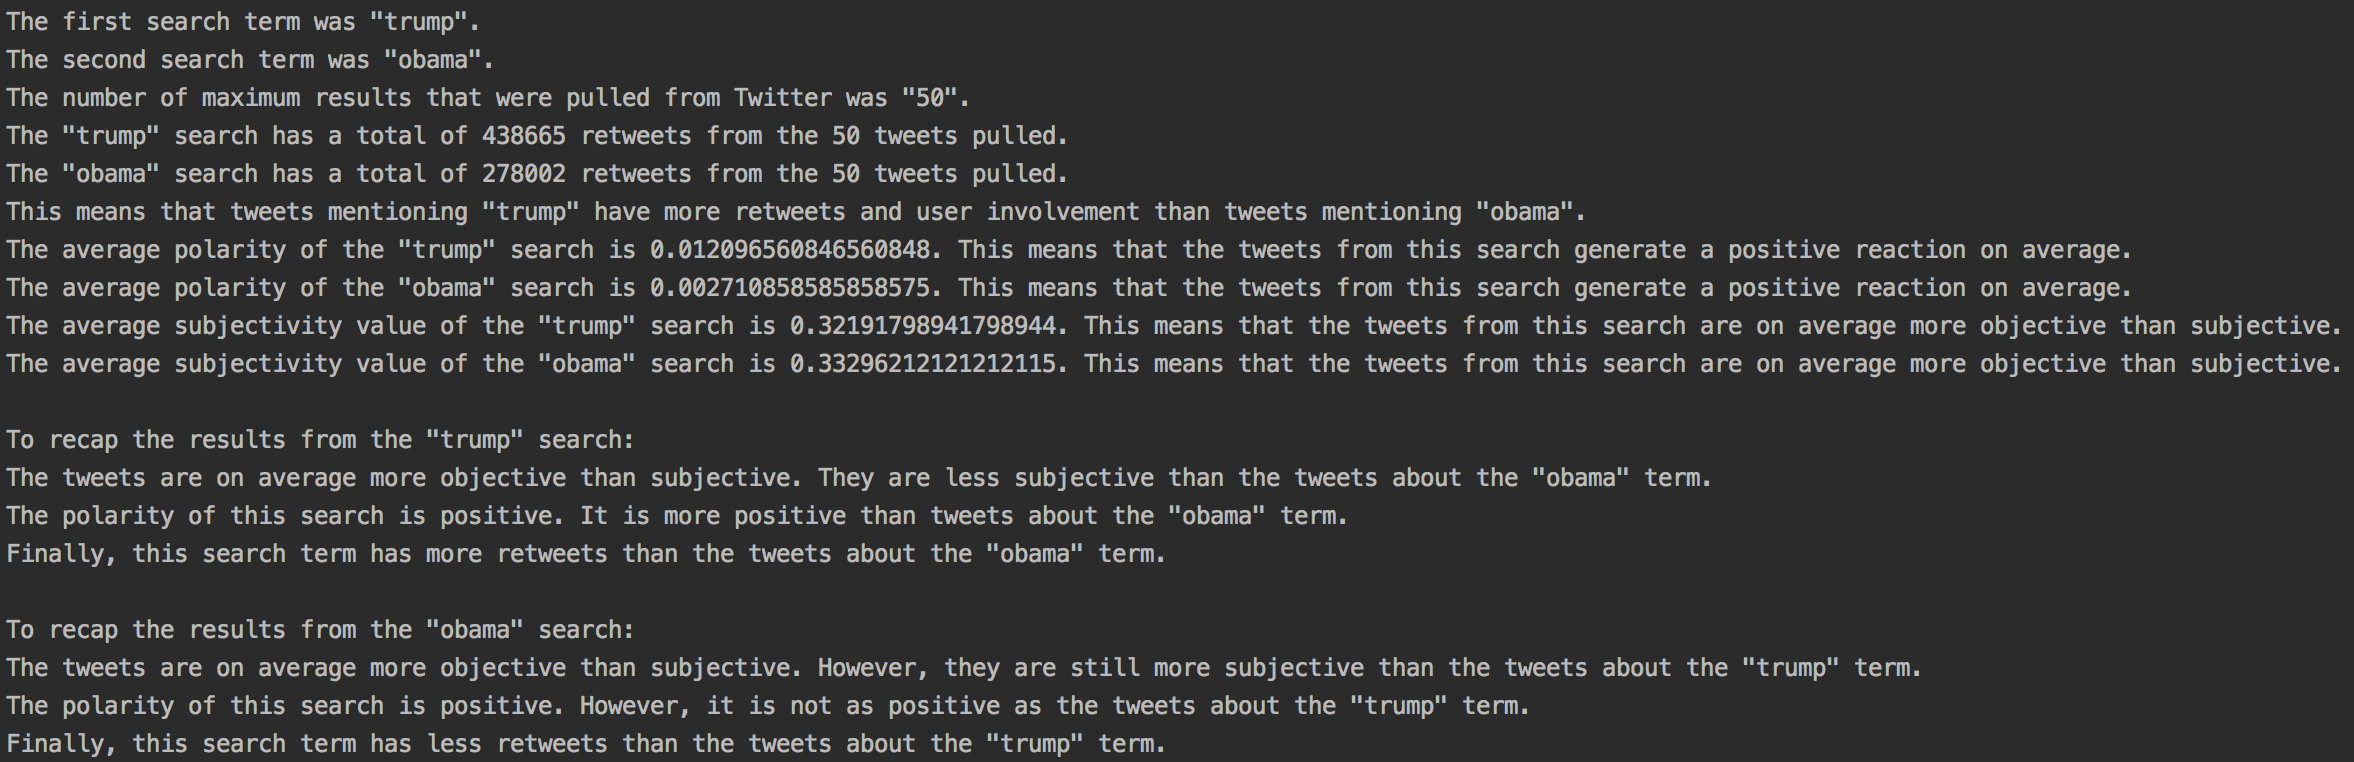 The first search term was "trump".
The second search term was "obama".
The number of maximum results that were pulled from Twitter was "50".
The "trump" search has a total of 438665 retweets from the 50 tweets pulled.
The "obama" search has a total of 278002 retweets from the 50 tweets pulled.
This means that tweets mentioning "trump" have more retweets and user involvement than tweets mentioning "obama".
The average polarity of the "trump" search is 0.012096560846560848. This means that the tweets from this search generate a positive reaction on average.
The average polarity of the "obama" search is 0.002710858585858575. This means that the tweets from this search generate a positive reaction on average.
The average subjectivity value of the "trump" search is 0.32191798941798944. This means that the tweets from this search are on average more objective than subjective.
The average subjectivity value of the "obama" search is 0.33296212121212115. This means that the tweets from this search are on average more objective than subjective.
To recap the results from the "trump" search:
The tweets are on average more objective than subjective. They are less subjective than the tweets about the "obama" term.
The polarity of this search is positive. It is more positive than tweets about the "obama" term.
Finally, this search term has more retweets than the tweets about the "obama" term.
To recap the results from the "obama" search:
The tweets are on average more objective than subjective. However, they are still more subjective than the tweets about the "trump" term.
The polarity of this search is positive. However, it is not as positive as the tweets about the "trump" term.
Finally, this search term has less retweets than the tweets about the "trump" term.